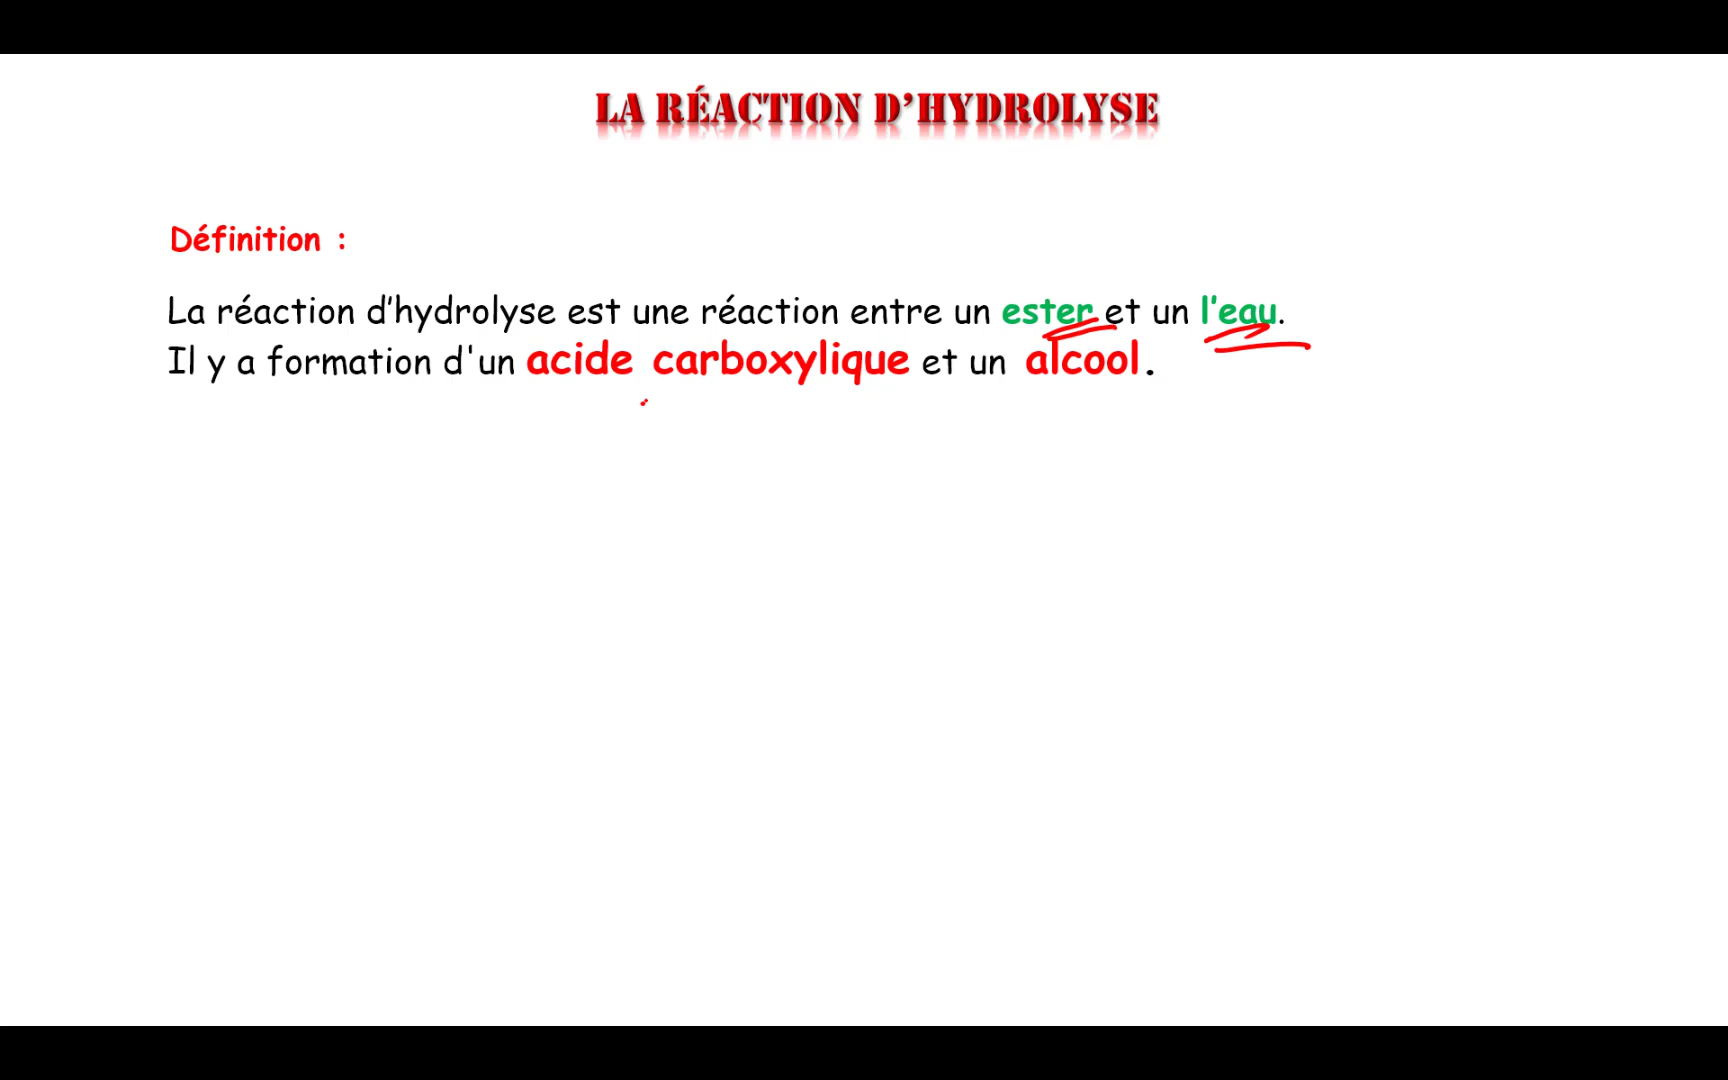 LA RÉACTION D’HYDROLYSE
Définition :
La réaction d’hydrolyse est une réaction entre un ester et un l’eau.
Il y a formation d'un acide carboxylique et un alcool.